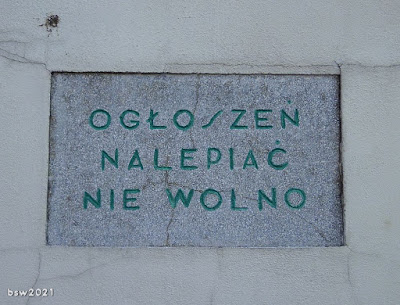 OGŁOSZEŃ
NALEPIAĆ
NIE WOLNO
bsw2021